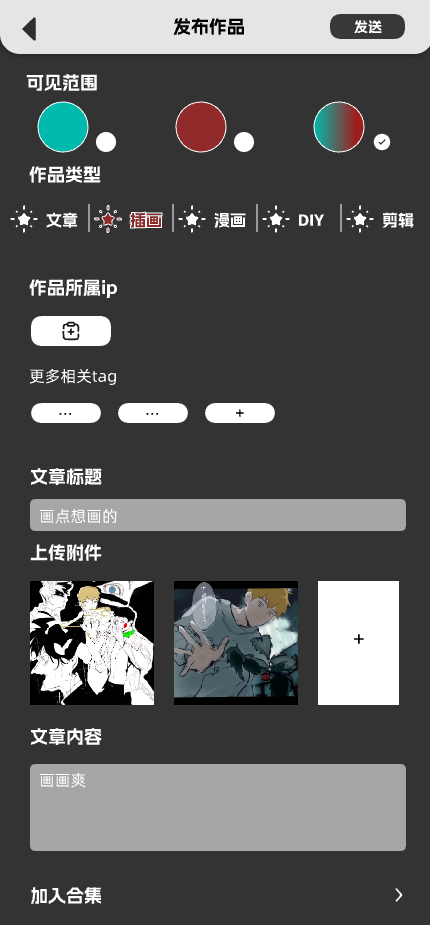 发布作品
发送
可见范围
作品类型
文章 插画 漫画 DIY 剪辑
作品所属ip
更多相关tag
... ... +
文章标题
画点想画的
上传附件
+
文章内容
画画爽
加入合集